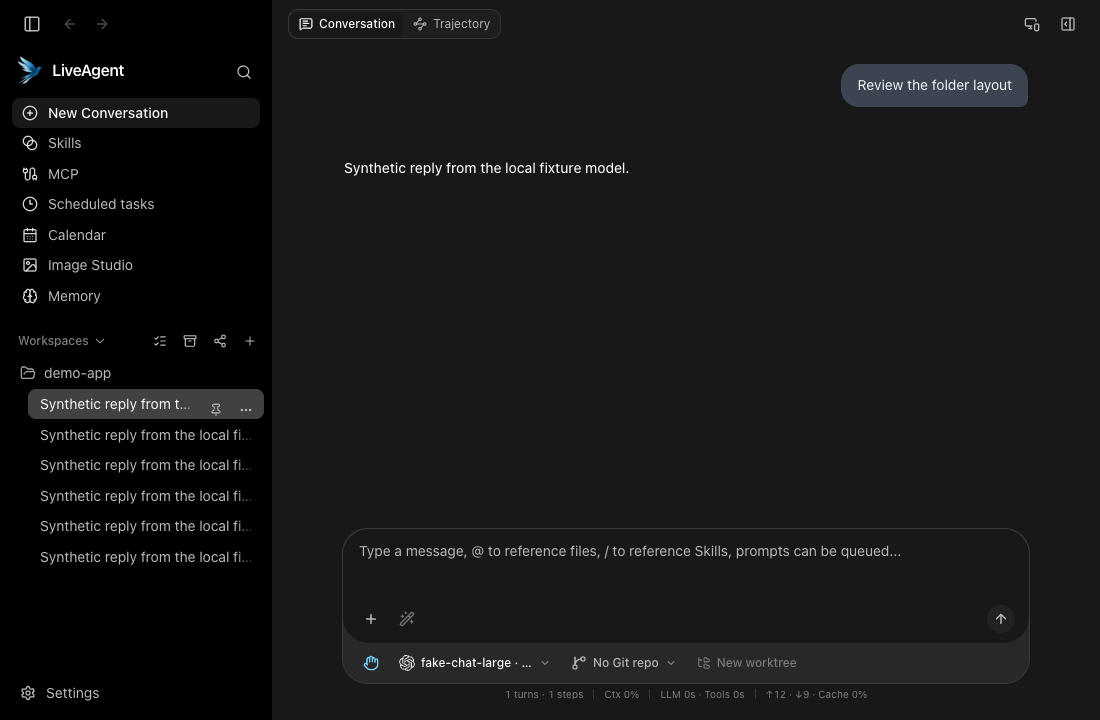 Conversation
Trajectory
LiveAgent
New Conversation
Skills
MCP
Scheduled tasks
Calendar
Image Studio
Memory
Workspaces
demo-app
Synthetic reply from t...
Synthetic reply from the local fi...
Synthetic reply from the local fi...
Synthetic reply from the local fi...
Synthetic reply from the local fi...
Synthetic reply from the local fi...
Settings
Review the folder layout
Synthetic reply from the local fixture model.
Type a message, @ to reference files, / to reference Skills, prompts can be queued...
fake-chat-large · ...
No Git repo
New worktree
1 turns · 1 steps
Ctx 0%
LLM 0s · Tools 0s
↑12 · ↓9 · Cache 0%